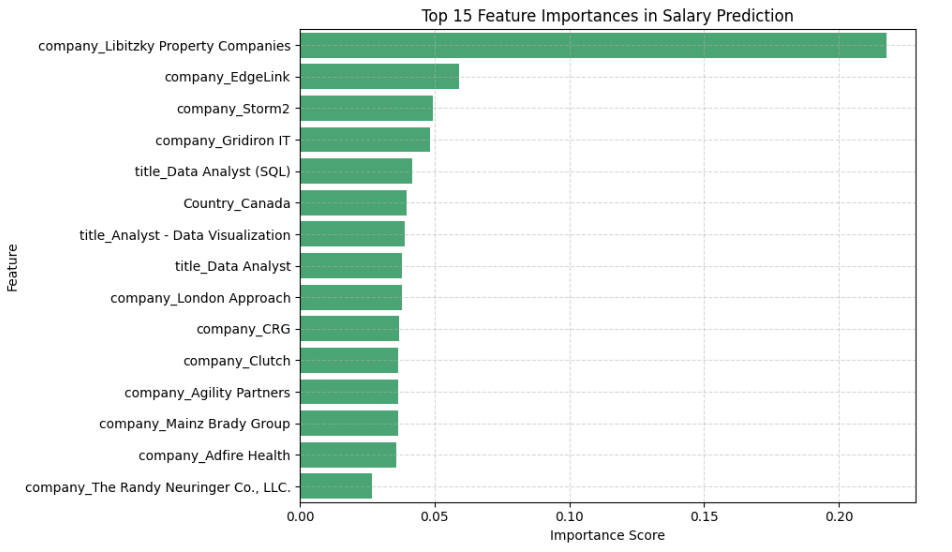 Top 15 Feature Importances in Salary Prediction
company_Libitzky Property Companies
company_EdgeLink
company_Storm2
company_Gridiron IT
title_Data Analyst (SQL)
Country_Canada
title_Analyst - Data Visualization
title_Data Analyst
company_London Approach
company_CRG
company_Clutch
company_Agility Partners
company_Mainz Brady Group
company_Adfire Health
company_The Randy Neuringer Co., LLC.
Feature
0.00 0.05 0.10 0.15 0.20
Importance Score